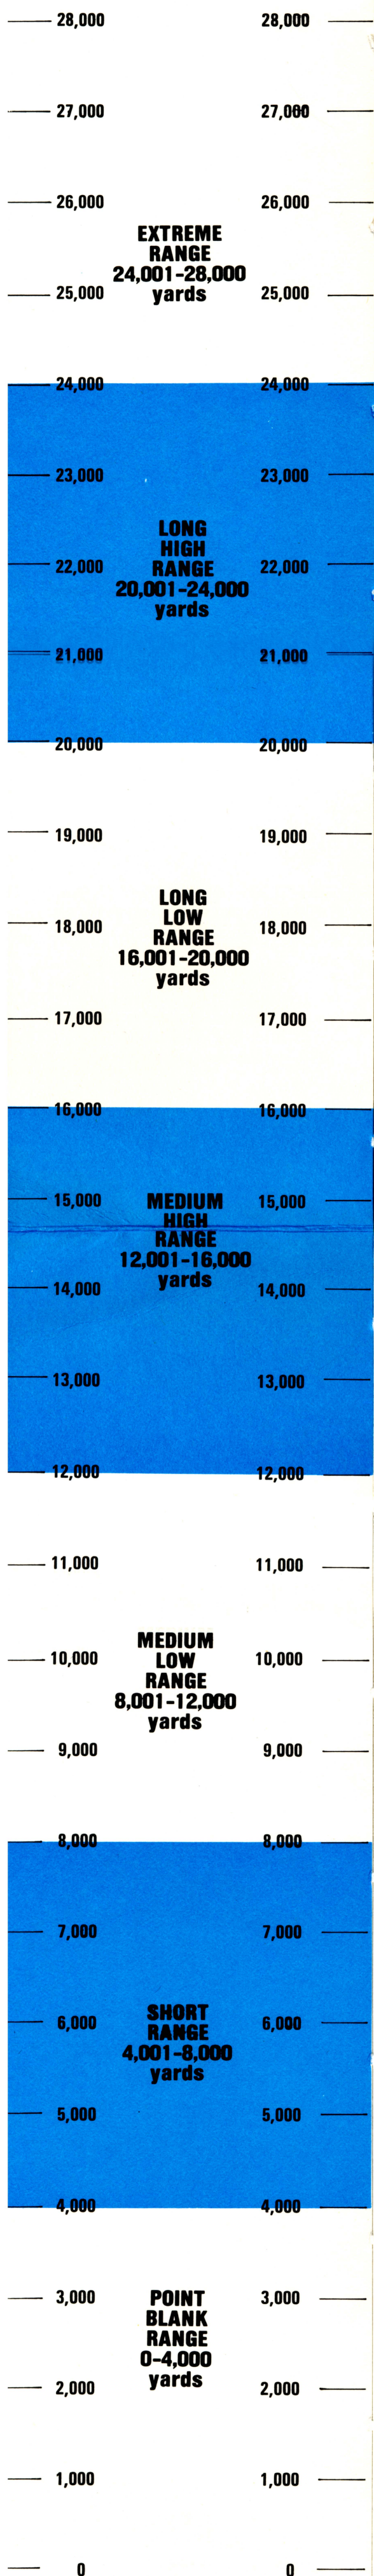 28,000 28,000
27,000 27,000
26,000 26,000
EXTREME
RANGE
24,001-28,000
25,000 yards 25,000
24,000 24,000
23,000 23,000
LONG
HIGH
22,000 RANGE 22,000
20,001-24,000
yards
21,000 21,000
20,000 20,000
19,000 19,000
LONG
LOW
18,000 RANGE 18,000
16,001-20,000
yards
17,000 17,000
16,000 16,000
15,000 MEDIUM 15,000
HIGH
RANGE
12,001-16,000
yards
14,000 14,000
13,000 13,000
12,000 12,000
11,000 11,000
MEDIUM
10,000 LOW 10,000
RANGE
8,001-12,000
yards
9,000 9,000
8,000 8,000
7,000 7,000
SHORT
6,000 RANGE 6,000
4,001-8,000
yards
5,000 5,000
4,000 4,000
3,000 POINT 3,000
BLANK
RANGE
0-4,000
yards
2,000 2,000
1,000 1,000
0 0